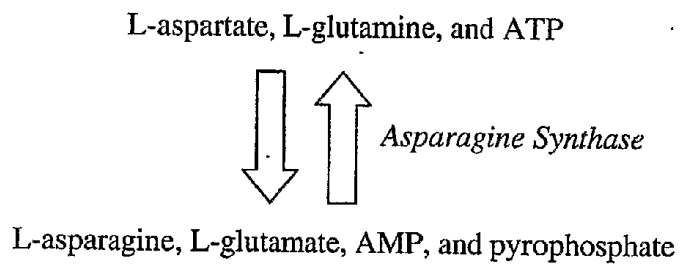 L-aspartate, L-glutamine, and ATP
Asparagine Synthase
L-asparagine, L-glutamate, AMP, and pyrophosphate